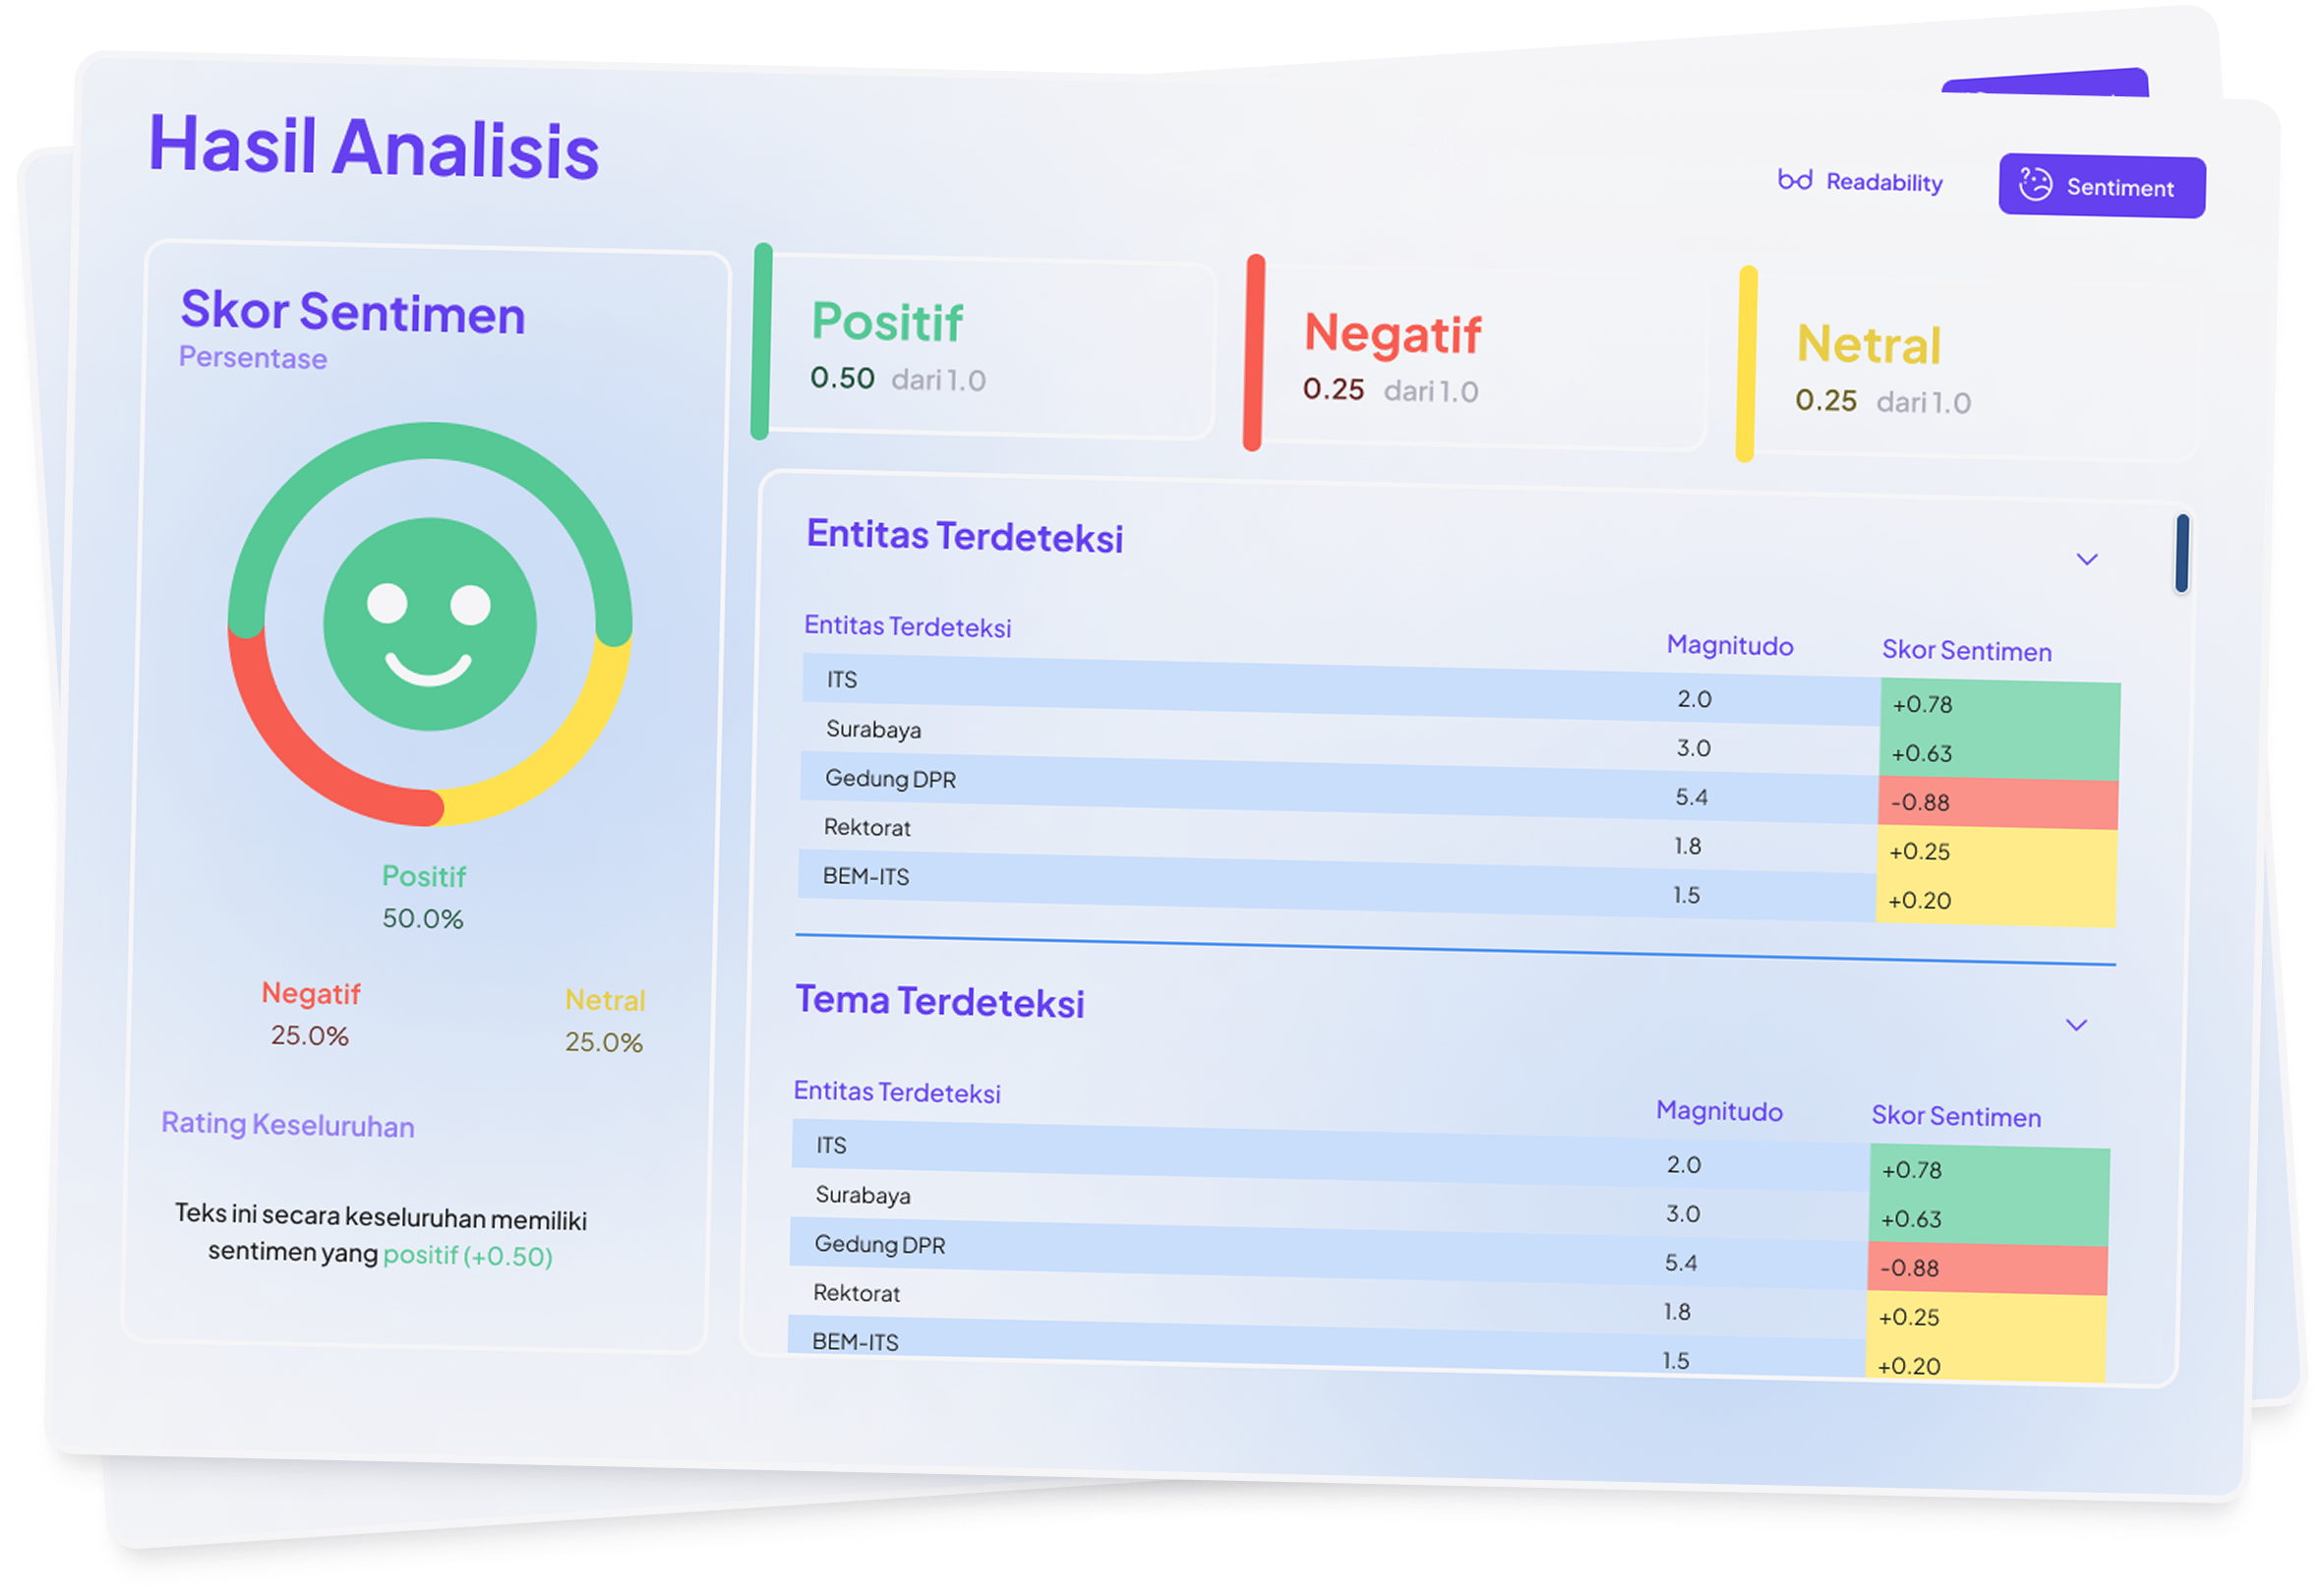 Hasil Analisis
Readability
Sentiment
Skor Sentimen
Persentase
Positif
50.0%
Negatif
25.0%
Netral
25.0%
Rating Keseluruhan
Teks ini secara keseluruhan memiliki
sentimen yang positif (+0.50)
Positif
0.50 dari 1.0
Negatif
0.25 dari 1.0
Netral
0.25 dari 1.0
Entitas Terdeteksi
Entitas Terdeteksi Magnitudo Skor Sentimen
ITS 2.0 +0.78
Surabaya 3.0 +0.63
Gedung DPR 5.4 -0.88
Rektorat 1.8 +0.25
BEM-ITS 1.5 +0.20
Tema Terdeteksi
Entitas Terdeteksi Magnitudo Skor Sentimen
ITS 2.0 +0.78
Surabaya 3.0 +0.63
Gedung DPR 5.4 -0.88
Rektorat 1.8 +0.25
BEM-ITS 1.5 +0.20